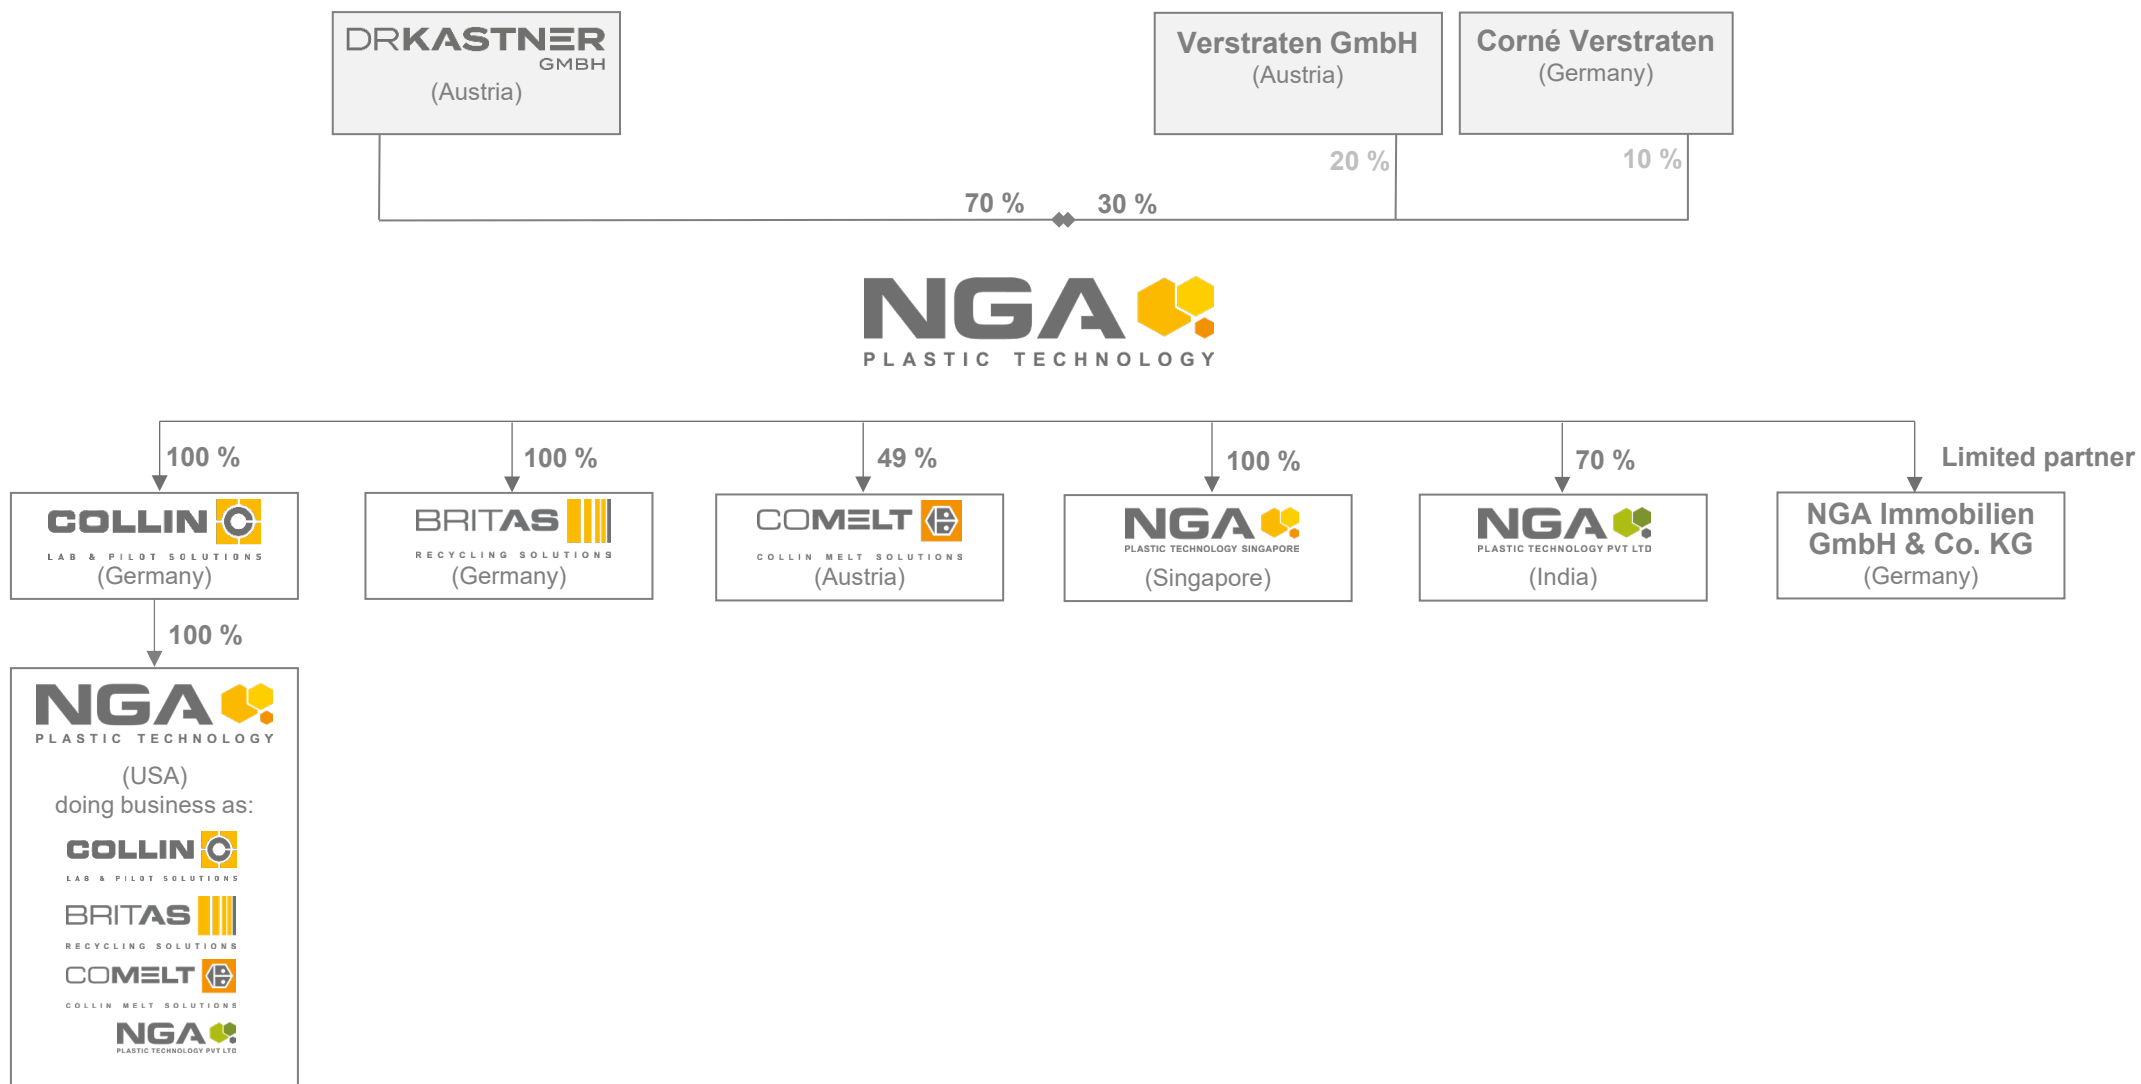 DRKASTNER
GMBH
(Austria)
Verstraten GmbH
(Austria)
Corné Verstraten
(Germany)
20 %
10 %
70 %
30 %
NGA
PLASTIC TECHNOLOGY
100 %
100 %
49 %
100 %
70 %
Limited partner
COLLIN
LAB & PILOT SOLUTIONS
(Germany)
BRITAS
RECYCLING SOLUTIONS
(Germany)
COMELT
COLLIN MELT SOLUTIONS
(Austria)
NGA
PLASTIC TECHNOLOGY SINGAPORE
(Singapore)
NGA
PLASTIC TECHNOLOGY PVT LTD
(India)
NGA Immobilien
GmbH & Co. KG
(Germany)
100 %
NGA
PLASTIC TECHNOLOGY
(USA)
doing business as:
COLLIN
LAB & PILOT SOLUTIONS
BRITAS
RECYCLING SOLUTIONS
COMELT
COLLIN MELT SOLUTIONS
NGA
PLASTIC TECHNOLOGY PVT LTD